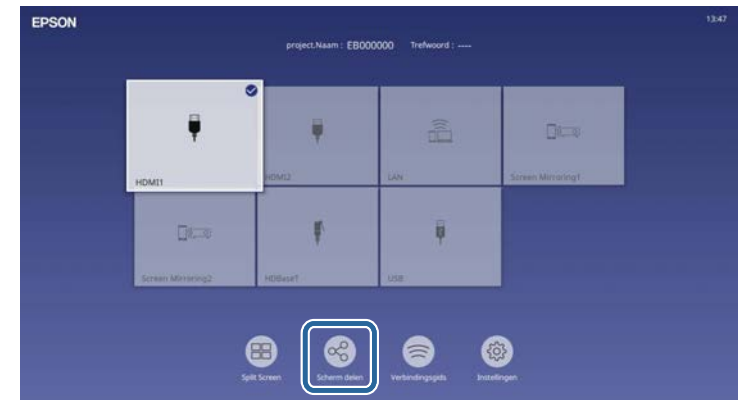 EPSON
13:47
project.Naam : EB000000 Trefwoord : ----
HDMI1
HDMI2
LAN
Screen Mirroring1
Screen Mirroring2
HDBaseT
USB
Split Screen
Scherm delen
Verbindingsgids
Instellingen